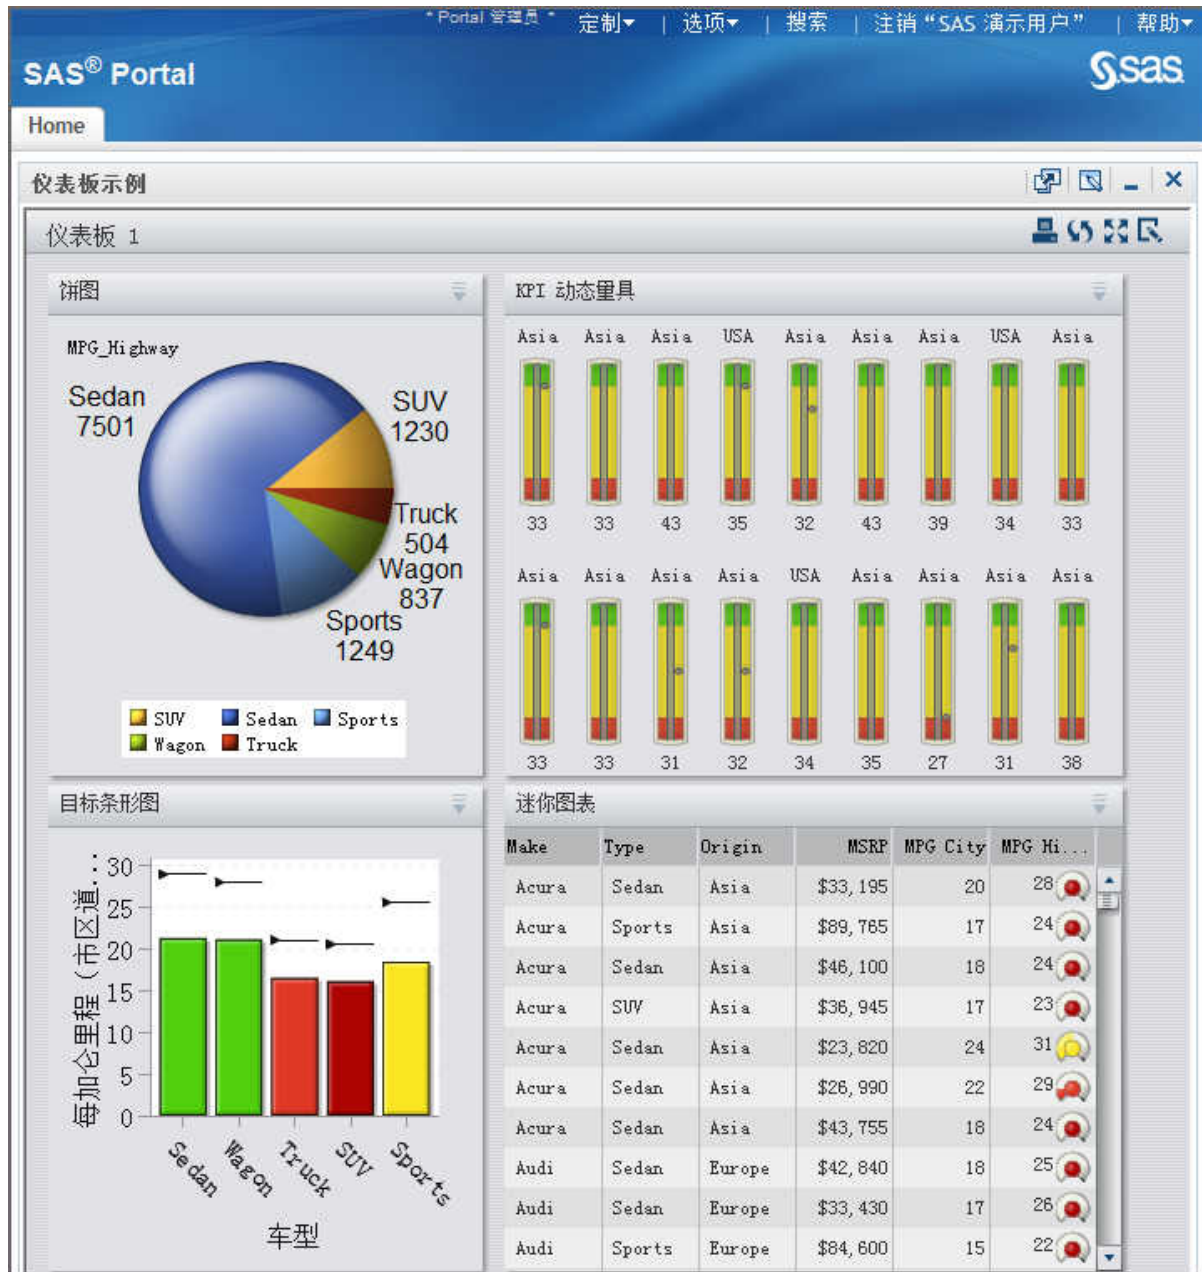 * Portal 管理员 * 定制 | 选项 | 搜索 | 注销“SAS 演示用户” | 帮助
SAS® Portal
sas
Home
仪表板示例
仪表板 1
饼图
MPG_Highway
Sedan
7501
SUV
1230
Truck
504
Wagon
837
Sports
1249
SUV Sedan Sports
Wagon Truck
KPI 动态量具
Asia Asia Asia USA Asia Asia Asia USA Asia
33 33 43 35 32 43 39 34 33
Asia Asia Asia Asia USA Asia Asia Asia Asia
33 33 31 32 34 35 27 31 38
目标条形图
每加仑里程（市区道...
30
25
20
15
10
5
0
Sedan Wagon Truck SUV Sports
车型
迷你图表
Make Type Origin MSRP MPG City MPG Hi...
Acura Sedan Asia $33,195 20 28
Acura Sports Asia $89,765 17 24
Acura Sedan Asia $46,100 18 24
Acura SUV Asia $36,945 17 23
Acura Sedan Asia $23,820 24 31
Acura Sedan Asia $26,990 22 29
Acura Sedan Asia $43,755 18 24
Audi Sedan Europe $42,840 18 25
Audi Sedan Europe $33,430 17 26
Audi Sports Europe $84,600 15 22